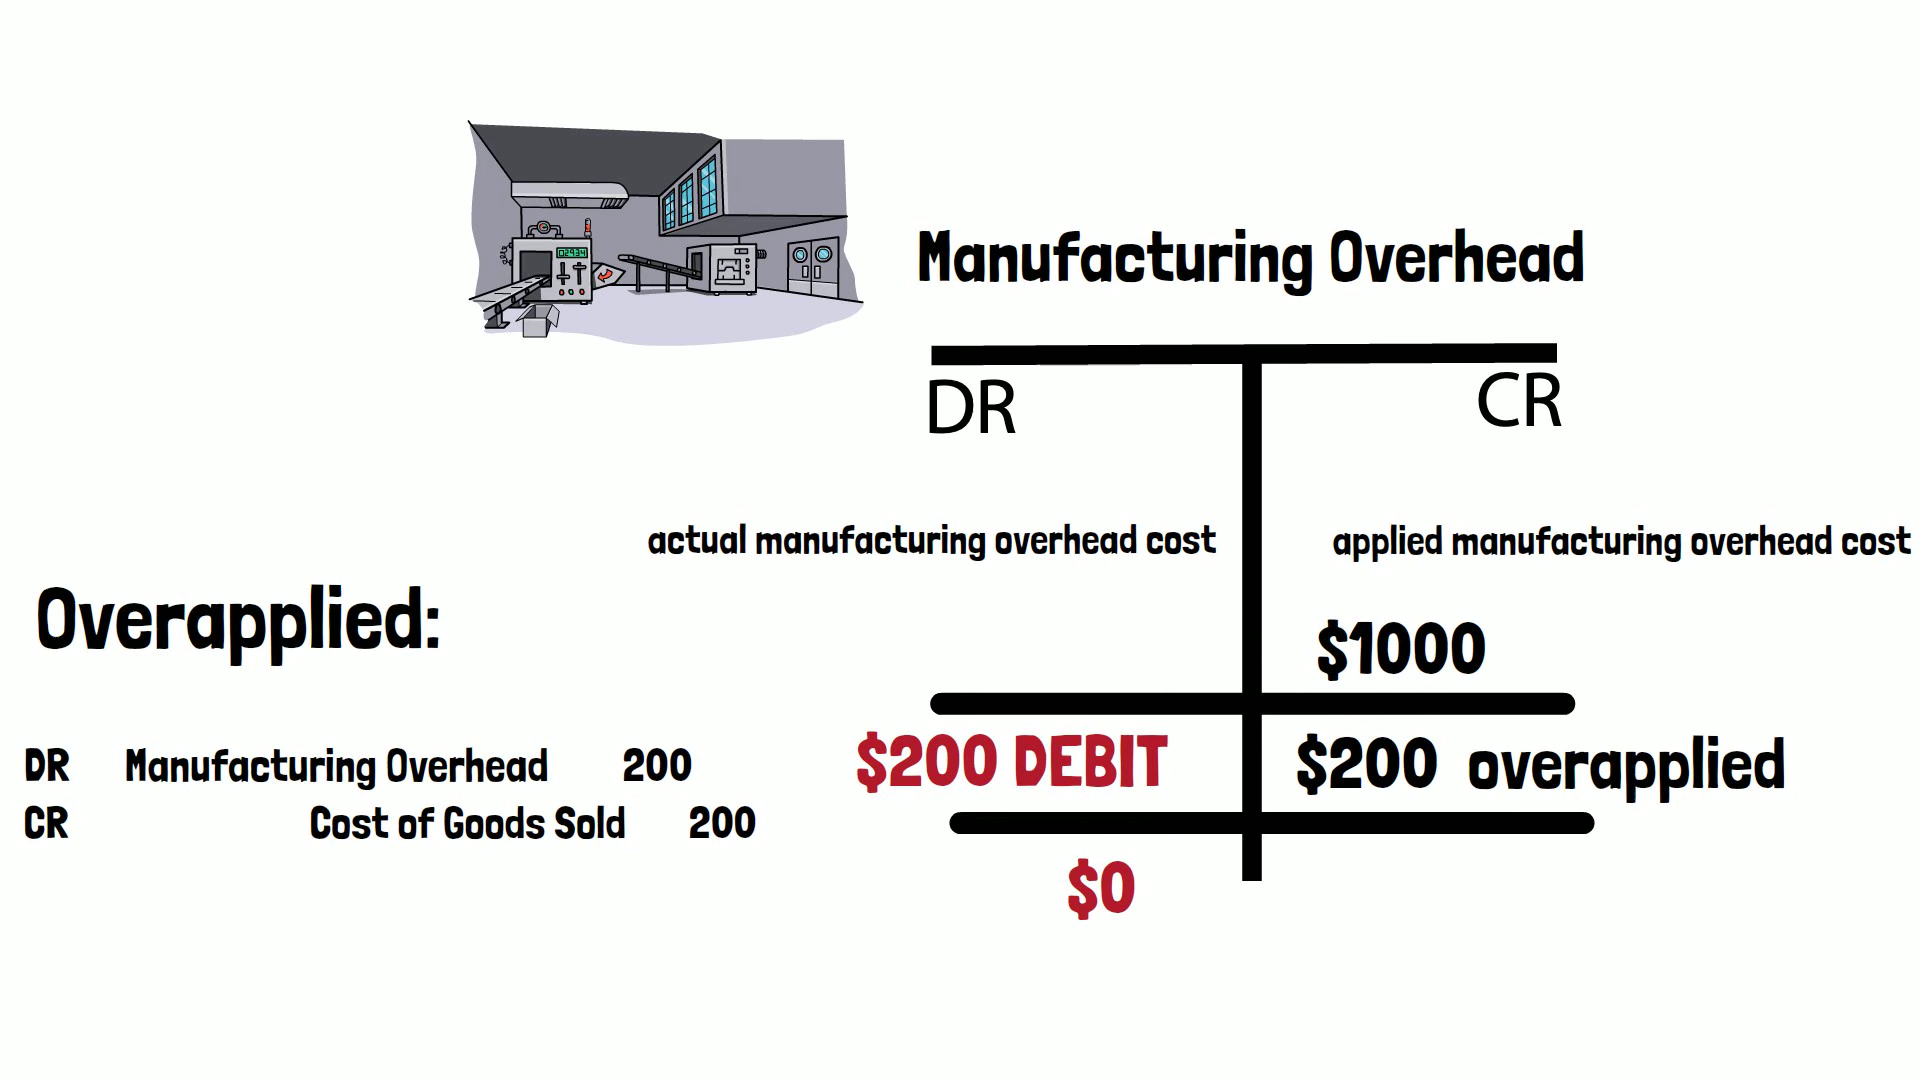 Manufacturing Overhead
DR CR
actual manufacturing overhead cost applied manufacturing overhead cost
Overapplied:
$1000
$200 DEBIT $200 overapplied
DR Manufacturing Overhead 200
CR Cost of Goods Sold 200
$0